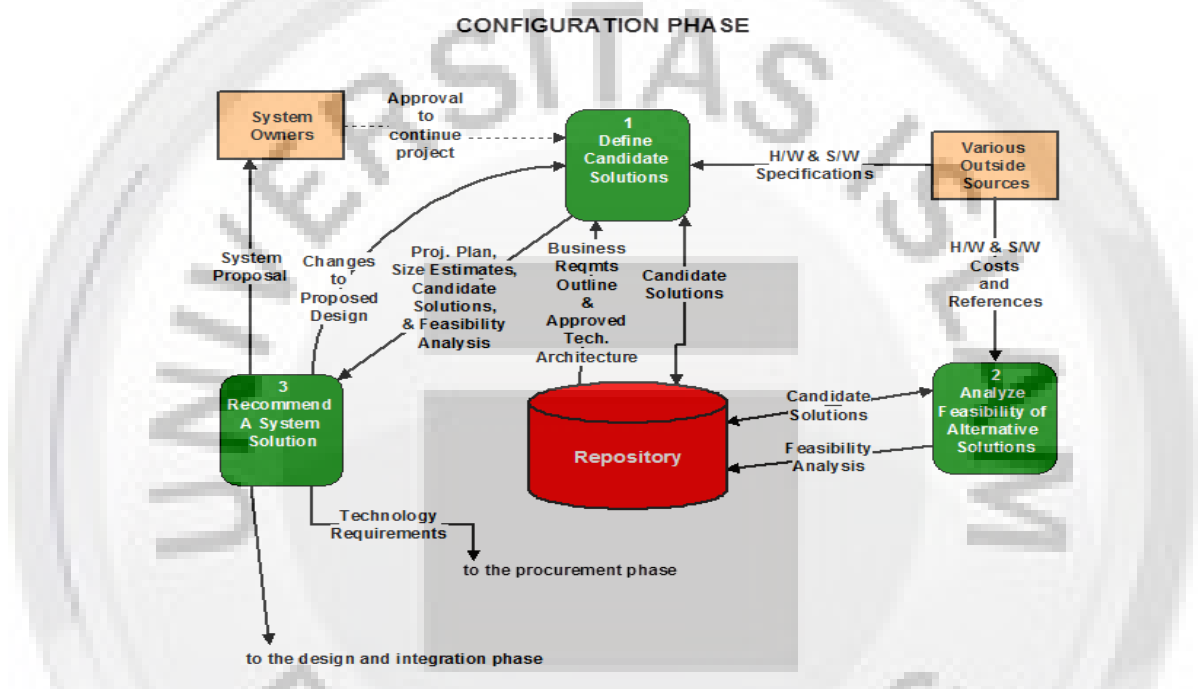 CONFIGURATION PHASE
System
Owners
Approval
to
continue
project
1
Define
Candidate
Solutions
H/W & S/W
Specifications
Various
Outside
Sources
System
Proposal
Changes
to
Proposed
Design
Proj. Plan,
Size Estimates,
Candidate
Solutions,
& Feasibility
Analysis
Business
Reqmts
Outline
&
Approved
Tech.
Architecture
Candidate
Solutions
H/W & S/W
Costs
and
References
3
Recommend
A System
Solution
Repository
Candidate
Solutions
Feasibility
Analysis
2
Analyze
Feasibility of
Alternative
Solutions
Technology
Requirements
to the procurement phase
to the design and integration phase
UNIVERSITAS ISLAM